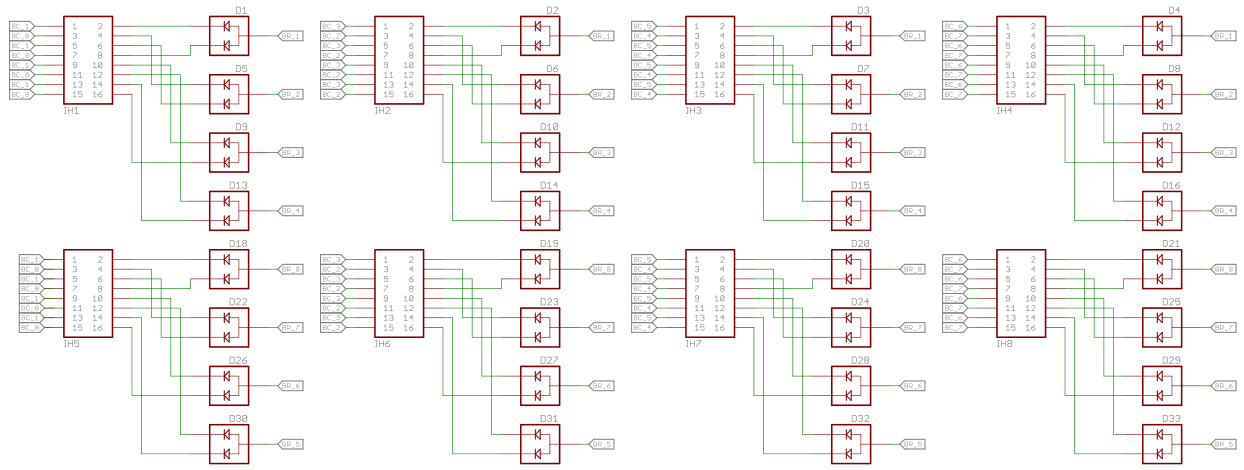 D1
BC_1 1 2
BC_8 3 4 BR_1
BC_1 5 6
BC_8 7 8
BC_1 9 10 D5
BC_8 11 12
BC_1 13 14
BC_8 15 16 BR_2
IH1
D9
BR_3
D13
BR_4
D2
BC_3 1 2
BC_2 3 4 BR_1
BC_3 5 6
BC_2 7 8
BC_3 9 10 D6
BC_2 11 12
BC_3 13 14
BC_2 15 16 BR_2
IH2
D10
BR_3
D14
BR_4
D3
BC_5 1 2
BC_4 3 4 BR_1
BC_5 5 6
BC_4 7 8
BC_5 9 10 D7
BC_4 11 12
BC_5 13 14
BC_4 15 16 BR_2
IH3
D11
BR_3
D15
BR_4
D4
BC_6 1 2
BC_7 3 4 BR_1
BC_6 5 6
BC_7 7 8
BC_6 9 10 D8
BC_7 11 12
BC_6 13 14
BC_7 15 16 BR_2
IH4
D12
BR_3
D16
BR_4
D18
BC_1 1 2
BC_8 3 4 BR_8
BC_1 5 6
BC_8 7 8
BC_1 9 10 D22
BC_8 11 12
BC_1 13 14
BC_8 15 16 BR_7
IH5
D26
BR_6
D30
BR_5
D19
BC_3 1 2
BC_2 3 4 BR_8
BC_3 5 6
BC_2 7 8
BC_3 9 10 D23
BC_2 11 12
BC_3 13 14
BC_2 15 16 BR_7
IH6
D27
BR_6
D31
BR_5
D20
BC_5 1 2
BC_4 3 4 BR_8
BC_5 5 6
BC_4 7 8
BC_5 9 10 D24
BC_4 11 12
BC_5 13 14
BC_4 15 16 BR_7
IH7
D28
BR_6
D32
BR_5
D21
BC_6 1 2
BC_7 3 4 BR_8
BC_6 5 6
BC_7 7 8
BC_6 9 10 D25
BC_7 11 12
BC_6 13 14
BC_7 15 16 BR_7
IH8
D29
BR_6
D33
BR_5